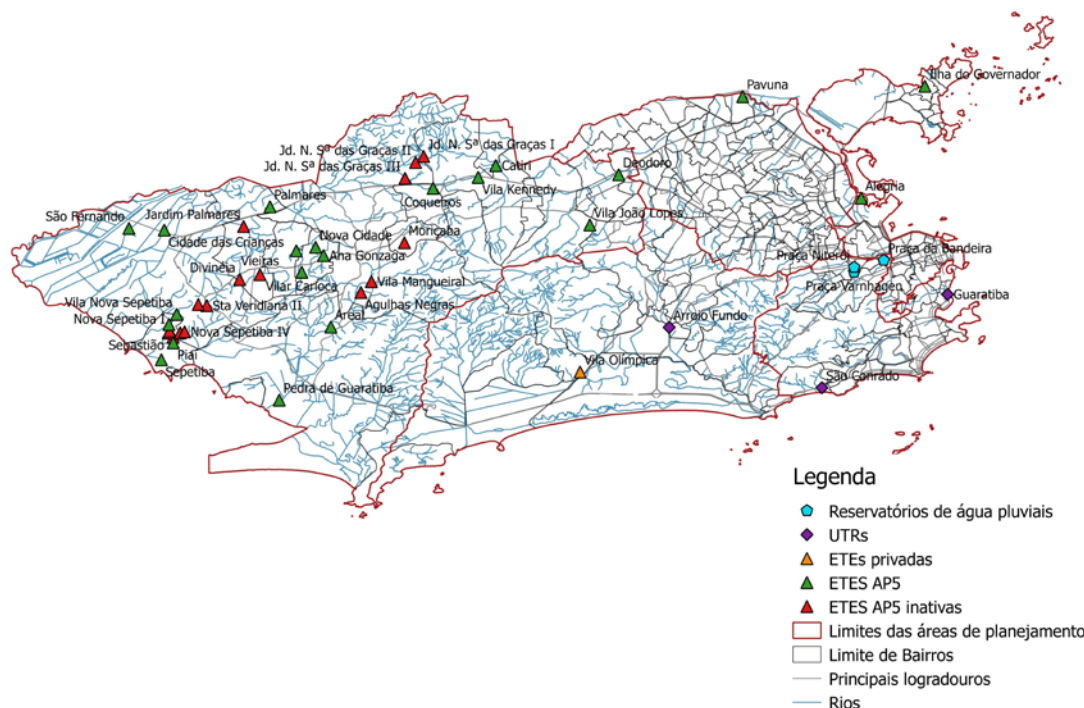 Ilha do Governador
Pavuna
Jd. N. Sª das Graças II
Jd. N. Sª das Graças I
Jd. N. Sª das Graças III
Catiri
Deodoro
Vila Kennedy
Coqueiros
Alegria
Palmares
São Fernando
Jardim Palmares
Vila João Lopes
Moriçaba
Cidade das Crianças
Nova Cidade
Aha Gonzaga
Praça da Bandeira
Praça Niterói
Divinéia
Vieiras
Vilar Carioca
Vila Mangueiral
Praça Varnhagen
Guaratiba
Vila Nova Sepetiba
Sta Veridiana II
Agulhas Negras
Nova Sepetiba I
Nova Sepetiba IV
Areal
Arroio Fundo
Segastião
Piaí
Sepetiba
Vila Olímpica
São Conrado
Pedra de Guaratiba
Legenda
Reservatórios de água pluviais
UTRs
ETEs privadas
ETES AP5
ETES AP5 inativas
Limites das áreas de planejamento
Limite de Bairros
Principais logradouros
Rios